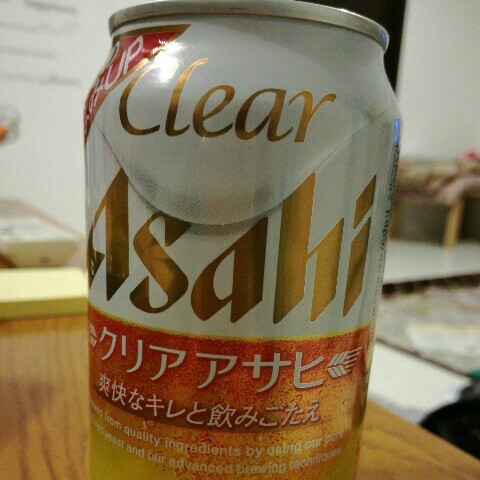 UP
Clear
Asahi
クリア アサヒ
爽快なキレと飲みごたえ
from quality ingredients by using our
yeast and our advanced brewing techniques